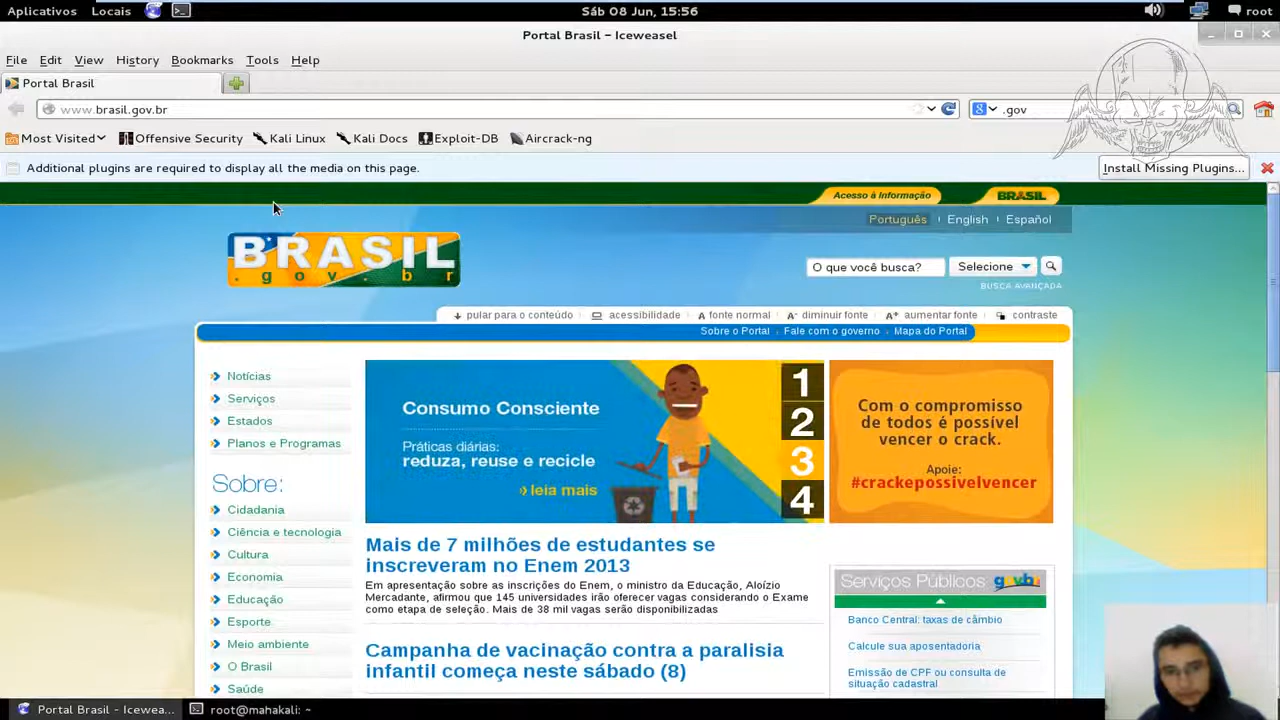 Aplicativos Locais Sáb 08 Jun, 15:56 root
Portal Brasil – Iceweasel
File Edit View History Bookmarks Tools Help
Portal Brasil
www.brasil.gov.br .gov
Most Visited Offensive Security Kali Linux Kali Docs Exploit-DB Aircrack-ng
Additional plugins are required to display all the media on this page. Install Missing Plugins...
Acesso à Informação BRASIL
Português English Español
BRASIL
.gov.br
O que você busca? Selecione
BUSCA AVANÇADA
pular para o conteúdo acessibilidade A fonte normal A- diminuir fonte A+ aumentar fonte contraste
Sobre o Portal Fale com o governo Mapa do Portal
Notícias
Serviços
Estados
Planos e Programas
Sobre:
Cidadania
Ciência e tecnologia
Cultura
Economia
Educação
Esporte
Meio ambiente
O Brasil
Saúde
Consumo Consciente
Práticas diárias:
reduza, reuse e recicle
leia mais
1
2
3
4
Com o compromisso
de todos é possível
vencer o crack.
Apoie:
#crackepossivelvencer
Mais de 7 milhões de estudantes se
inscreveram no Enem 2013
Em apresentação sobre as inscrições do Enem, o ministro da Educação, Aloízio
Mercadante, afirmou que 145 universidades irão oferecer vagas considerando o Exame
como etapa de seleção. Mais de 38 mil vagas serão disponibilizadas
Campanha de vacinação contra a paralisia
infantil começa neste sábado (8)
Serviços Públicos govbr
Banco Central: taxas de câmbio
Calcule sua aposentadoria
Emissão de CPF ou consulta de
situação cadastral
Portal Brasil - Icewea... root@mahakali: ~